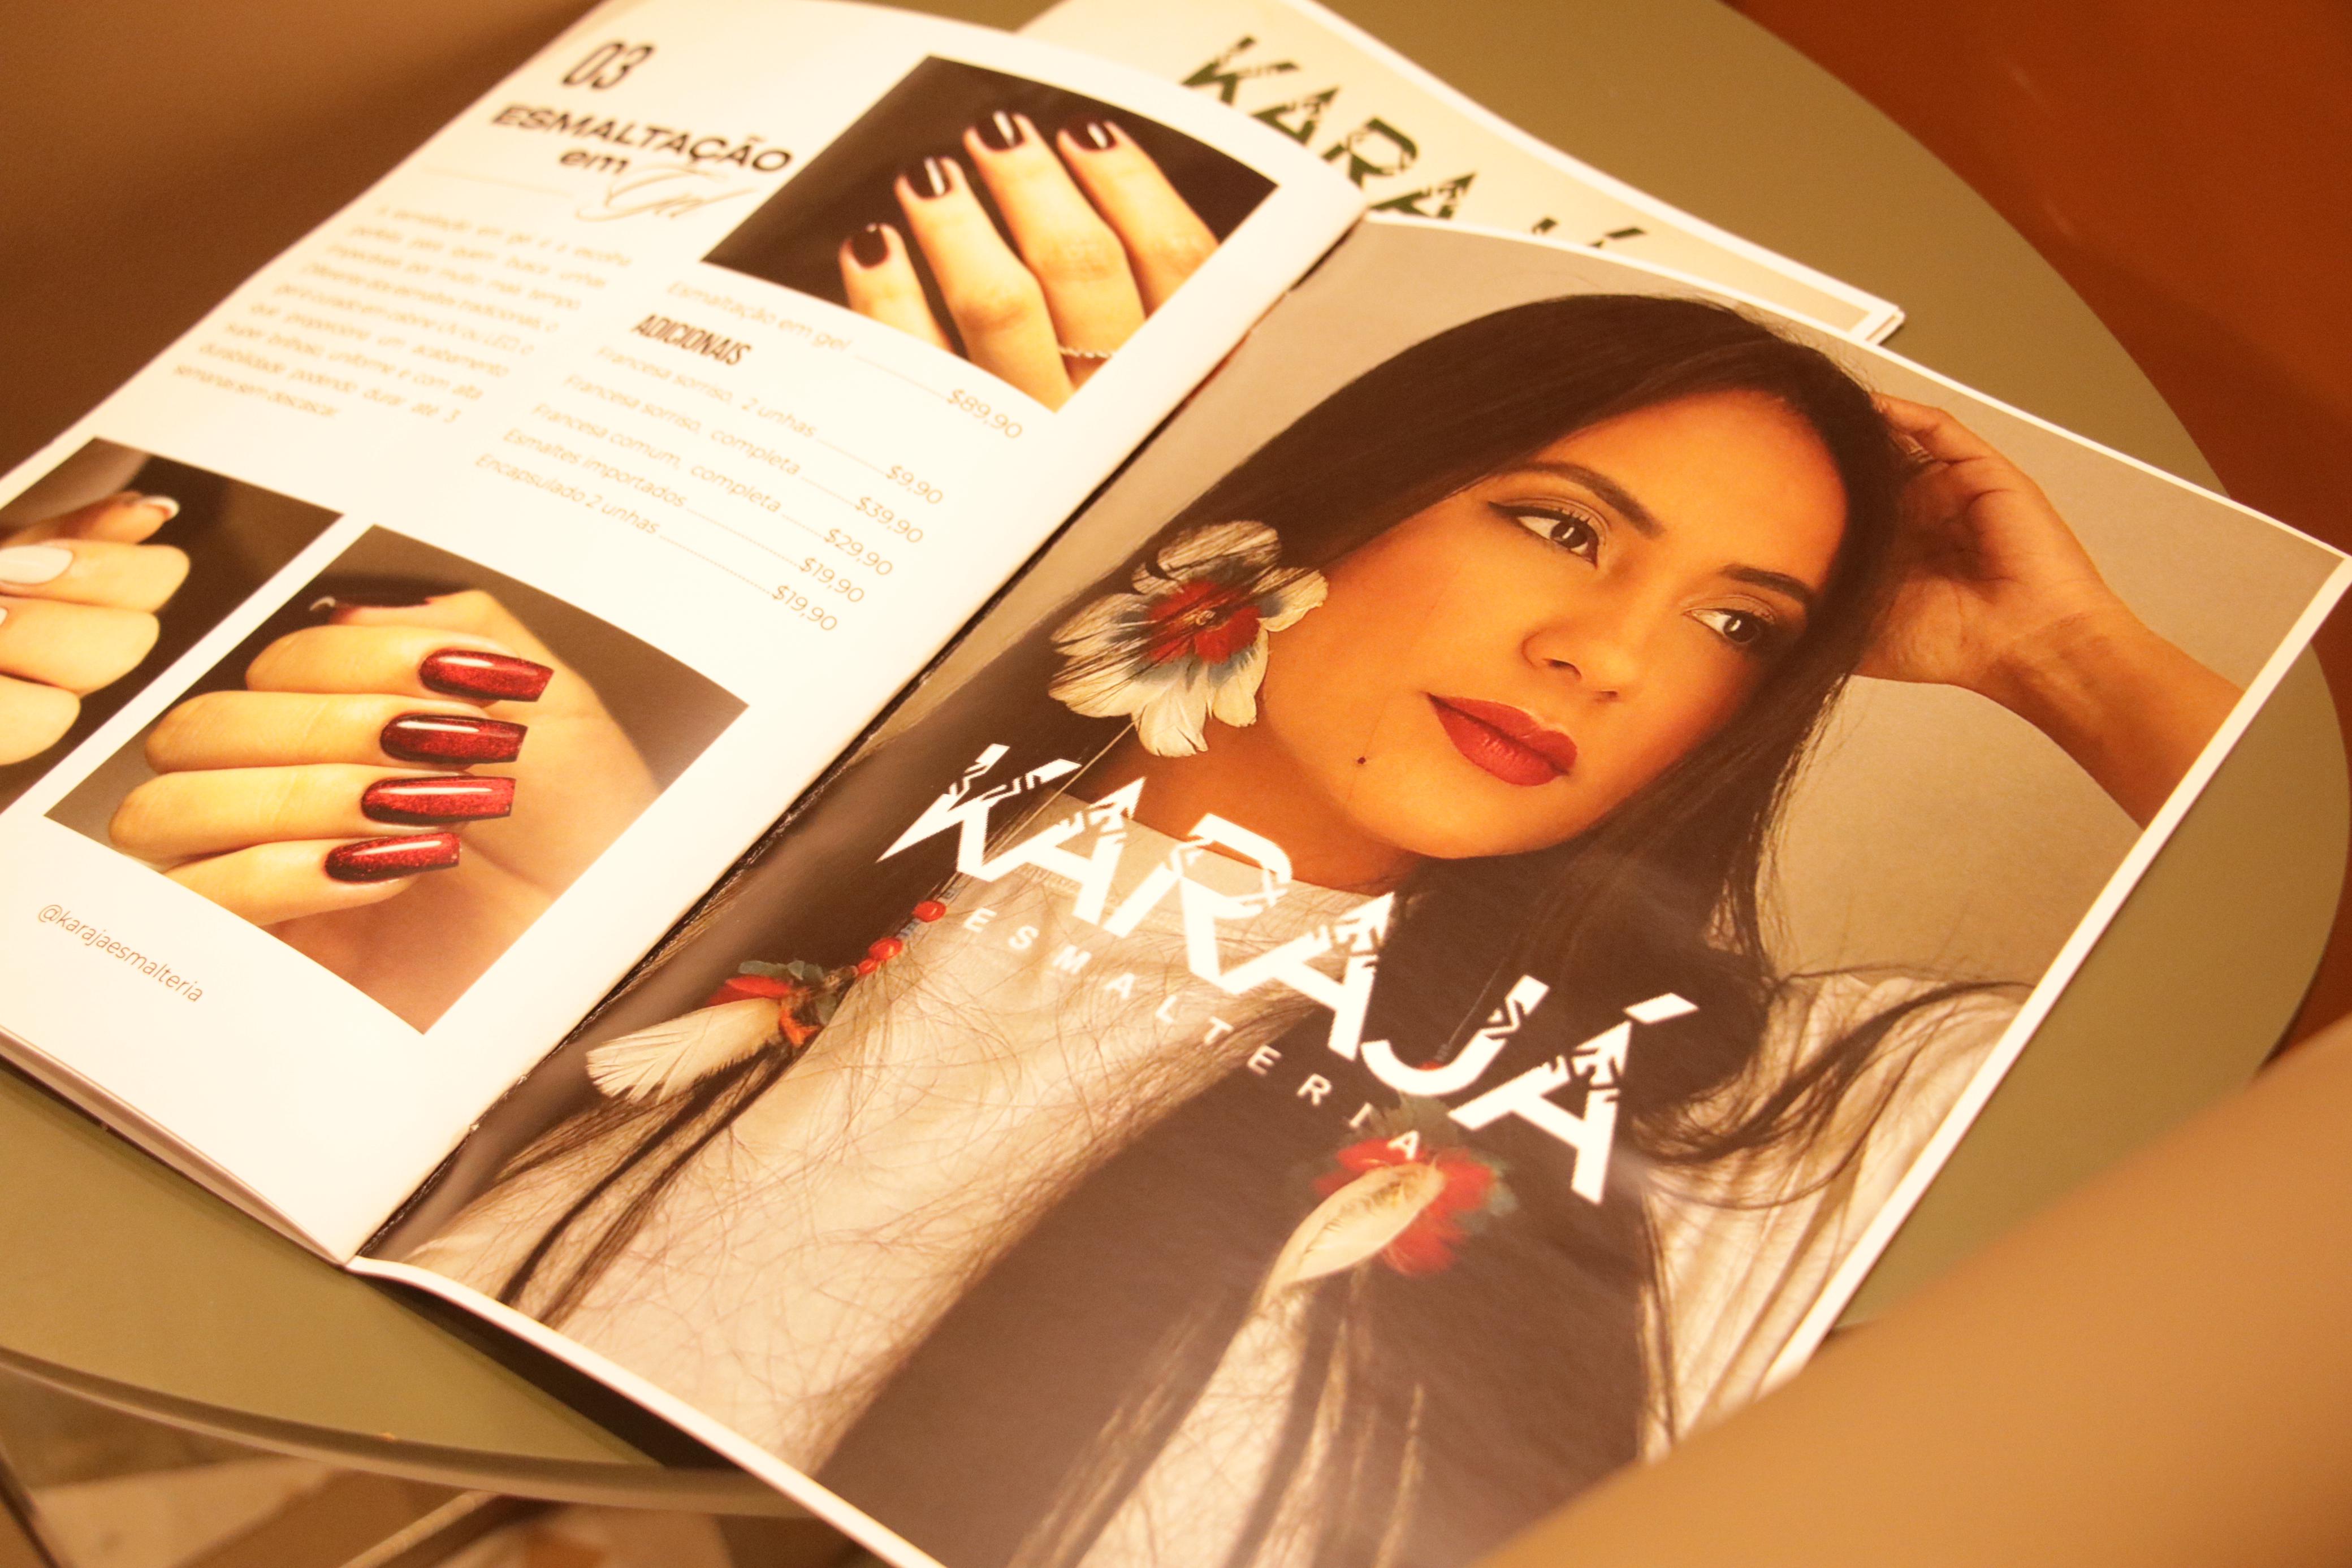 03
ESMALTAÇÃO
em Gel
A esmaltação em gel é a escolha
perfeita para quem busca unhas
impecáveis por muito mais tempo.
Diferente dos esmaltes tradicionais, o
gel é curado em cabine UV ou LED, o
que proporciona um acabamento
super brilhoso, uniforme e com alta
durabilidade podendo durar até 3
semanas sem descascar.
Esmaltação em gel $89,90
ADICIONAIS
Francesa sorriso, 2 unhas $9,90
Francesa sorriso, completa $39,90
Francesa comum, completa $29,90
Esmaltes importados $19,90
Encapsulado 2 unhas $19,90
@karajaesmalteria
KARAJÁ
KARAJÁ
ESMALTERIA